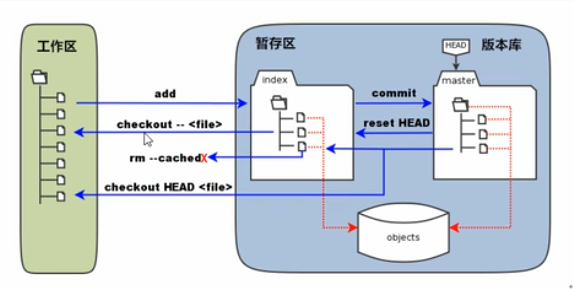 工作区
暂存区
HEAD
版本库
index
master
add
commit
checkout -- <file>
reset HEAD
rm --cachedX
checkout HEAD <file>
objects